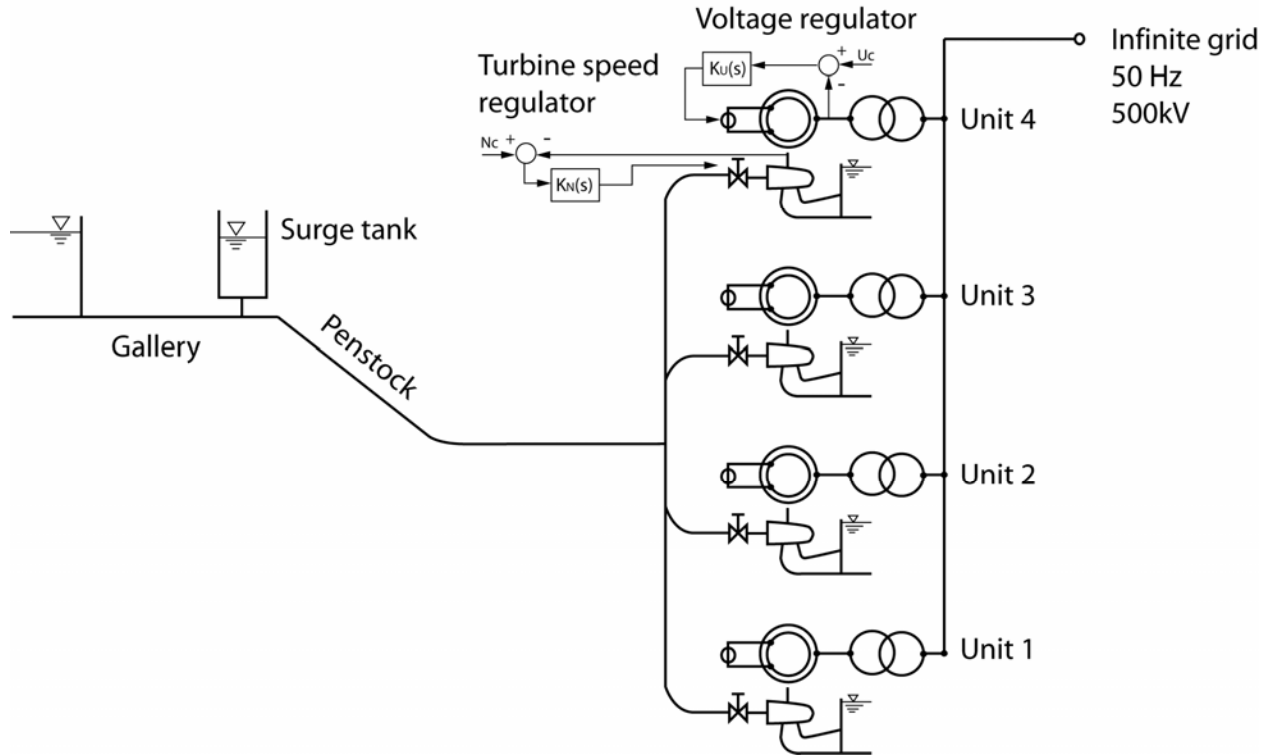 Voltage regulator
Turbine speed
regulator
KU(s)
+
Uc
-
Nc
+
-
KN(s)
Infinite grid
50 Hz
500kV
Unit 4
Surge tank
Gallery
Penstock
Unit 3
Unit 2
Unit 1